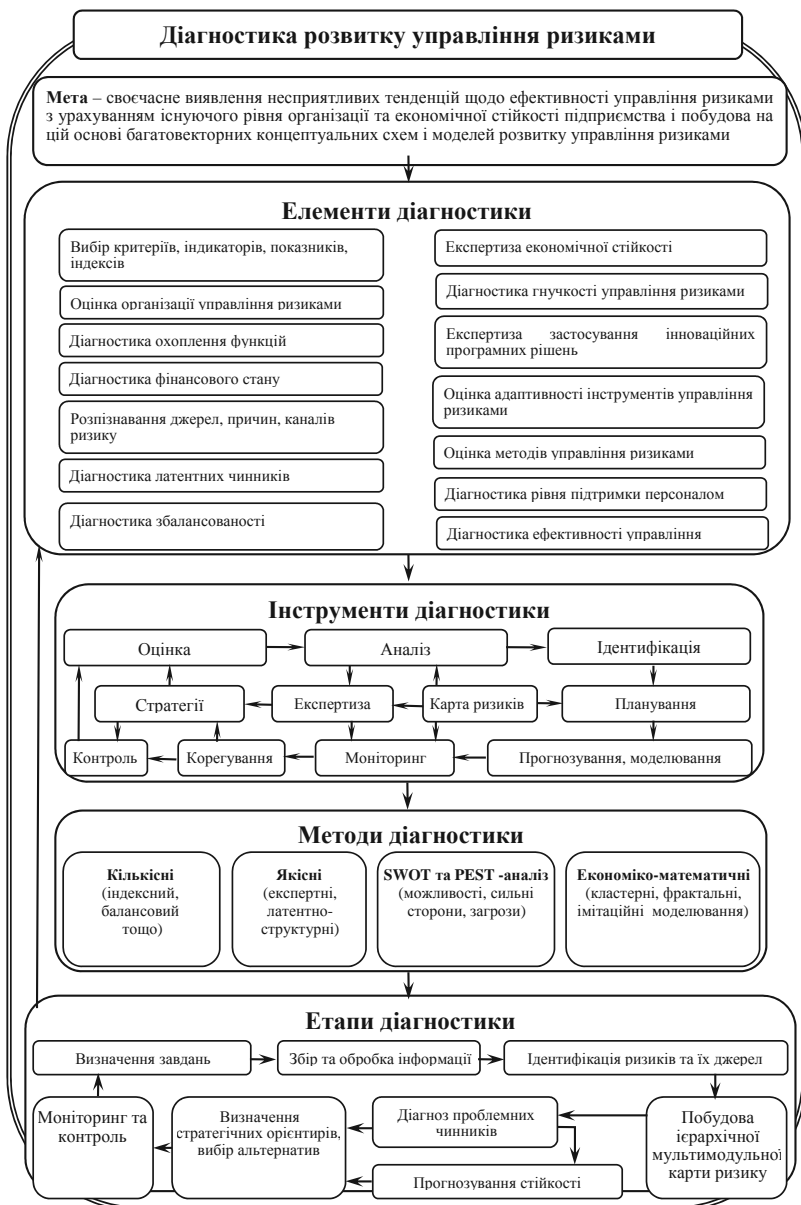 Діагностика розвитку управління ризиками
Мета – своєчасне виявлення несприятливих тенденцій щодо ефективності управління ризиками
з урахуванням існуючого рівня організації та економічної стійкості підприємства і побудова на
цій основі багатовекторних концептуальних схем і моделей розвитку управління ризиками
Елементи діагностики
Вибір критеріїв, індикаторів, показників,
індексів
Оцінка організації управління ризиками
Діагностика охоплення функцій
Діагностика фінансового стану
Розпізнавання джерел, причин, каналів
ризику
Діагностика латентних чинників
Діагностика збалансованості
Експертиза економічної стійкості
Діагностика гнучкості управління ризиками
Експертиза застосування інноваційних
програмних рішень
Оцінка адаптивності інструментів управління
ризиками
Оцінка методів управління ризиками
Діагностика рівня підтримки персоналом
Діагностика ефективності управління
Інструменти діагностики
Оцінка
Аналіз
Ідентифікація
Стратегії
Експертиза
Карта ризиків
Планування
Контроль
Корегування
Моніторинг
Прогнозування, моделювання
Методи діагностики
Кількісні
(індексний,
балансовий
тощо)
Якісні
(експертні,
латентно-
структурні)
SWOT та PEST -аналіз
(можливості, сильні
сторони, загрози)
Економіко-математичні
(кластерні, фрактальні,
імітаційні моделювання)
Етапи діагностики
Визначення завдань
Збір та обробка інформації
Ідентифікація ризиків та їх джерел
Моніторинг та
контроль
Визначення
стратегічних орієнтирів,
вибір альтернатив
Діагноз проблемних
чинників
Прогнозування стійкості
Побудова
ієрархічної
мультимодульної
карти ризику